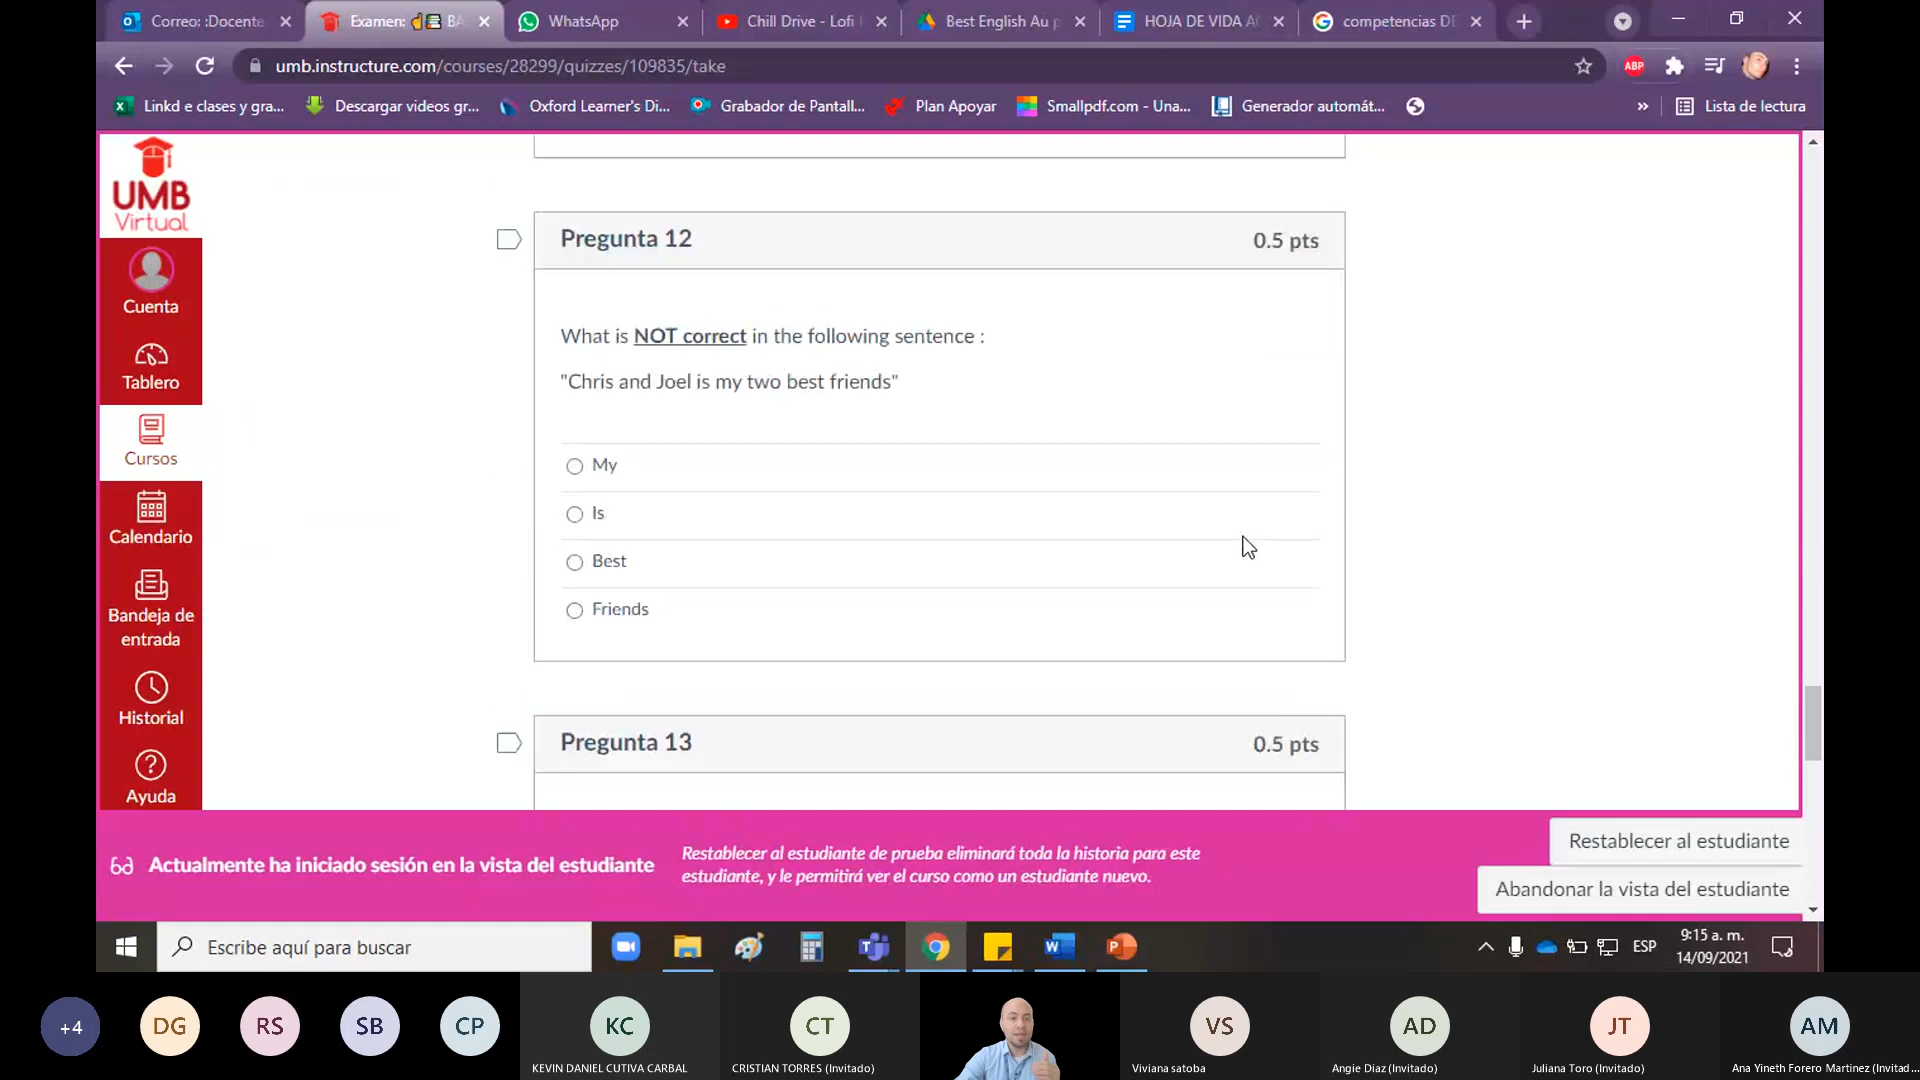 Correo: :Docente
Examen: BA
WhatsApp
Chill Drive - Lofi
Best English Au p
HOJA DE VIDA A
competencias DE
umb.instructure.com/courses/28299/quizzes/109835/take
ABP
Linkd e clases y gra...
Descargar videos gr...
Oxford Learner's Di...
Grabador de Pantall...
Plan Apoyar
Smallpdf.com - Una...
Generador automát...
»
Lista de lectura
UMB
Virtual
Cuenta
Tablero
Cursos
Calendario
Bandeja de
entrada
Historial
Ayuda
Pregunta 12
0.5 pts
What is NOT correct in the following sentence :
"Chris and Joel is my two best friends"
My
Is
Best
Friends
Pregunta 13
0.5 pts
Actualmente ha iniciado sesión en la vista del estudiante
Restablecer al estudiante de prueba eliminará toda la historia para este
estudiante, y le permitirá ver el curso como un estudiante nuevo.
Restablecer al estudiante
Abandonar la vista del estudiante
Escribe aquí para buscar
ESP
9:15 a. m.
14/09/2021
+4
DG
RS
SB
CP
KC
CT
VS
AD
JT
AM
KEVIN DANIEL CUTIVA CARBAL
CRISTIAN TORRES (Invitado)
Viviana satoba
Angie Diaz (Invitado)
Juliana Toro (Invitado)
Ana Yineth Forero Martinez (Invitad...